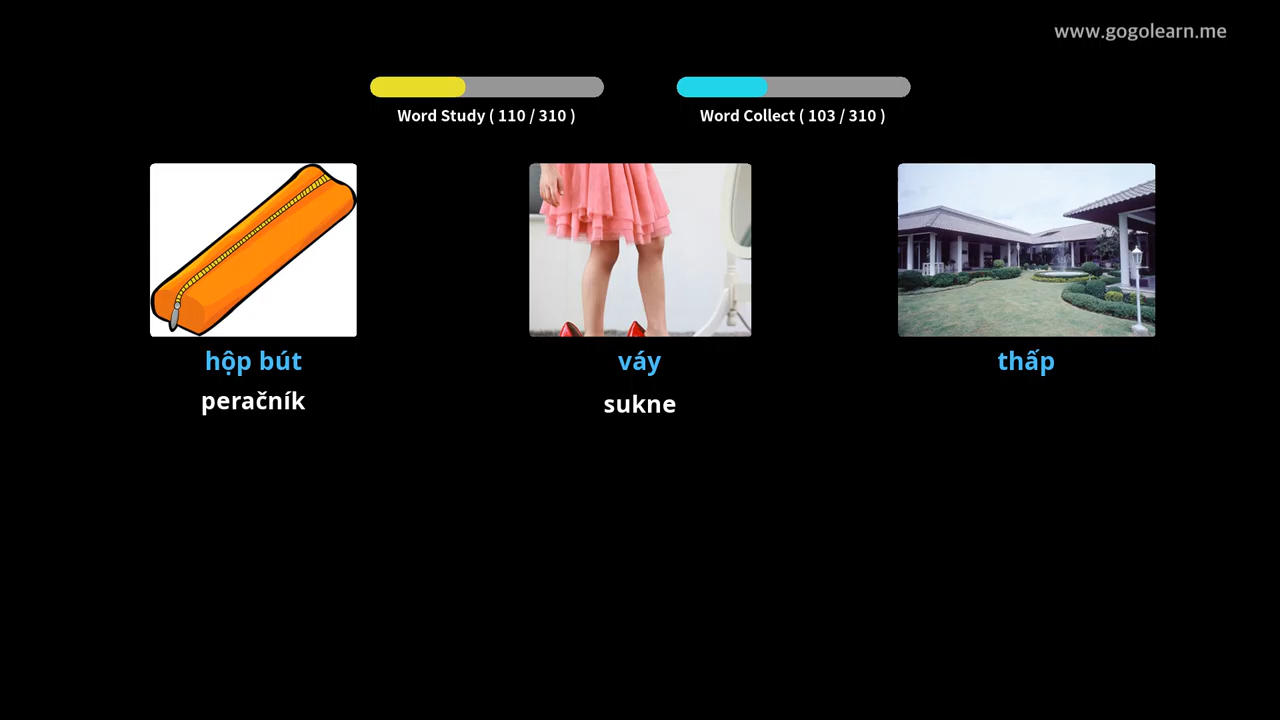 www.gogolearn.me
Word Study ( 110 / 310 )
Word Collect ( 103 / 310 )
hộp bút
peračník
váy
sukne
thấp